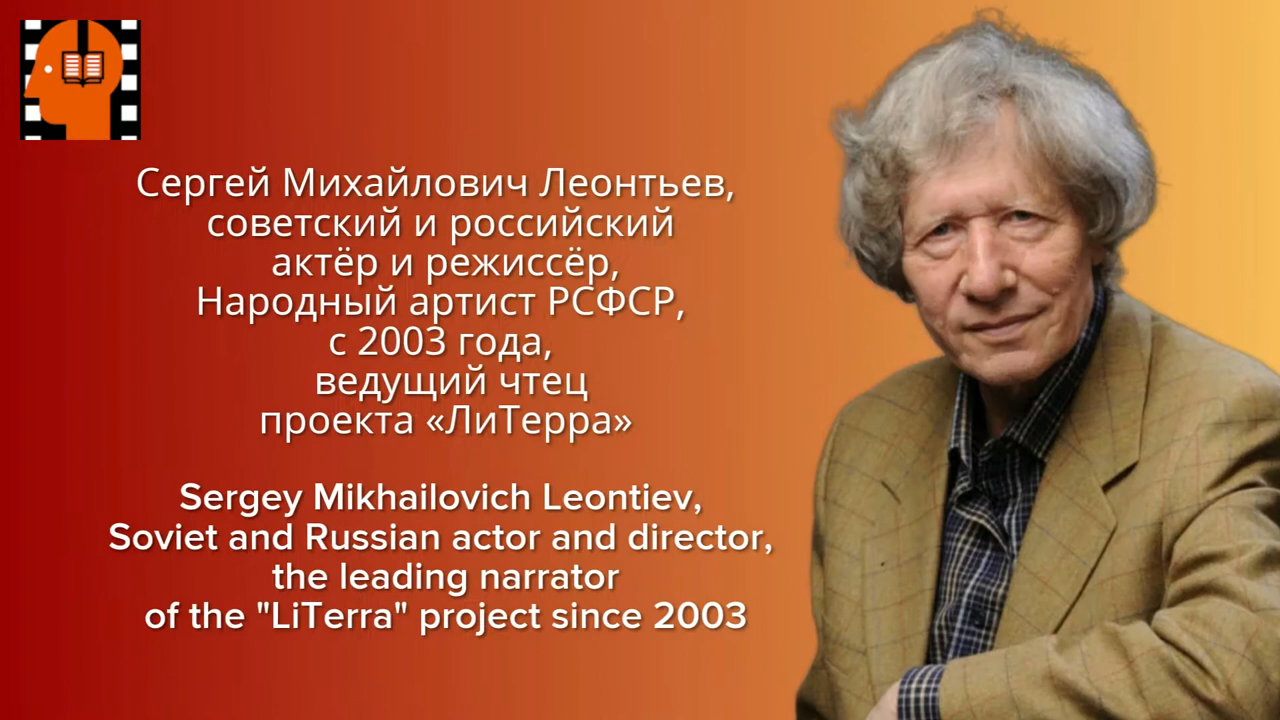 Сергей Михайлович Леонтьев,
советский и российский
актёр и режиссёр,
Народный артист РСФСР,
с 2003 года,
ведущий чтец
проекта «ЛиТерра»
Sergey Mikhailovich Leontiev,
Soviet and Russian actor and director,
the leading narrator
of the "LiTerra" project since 2003